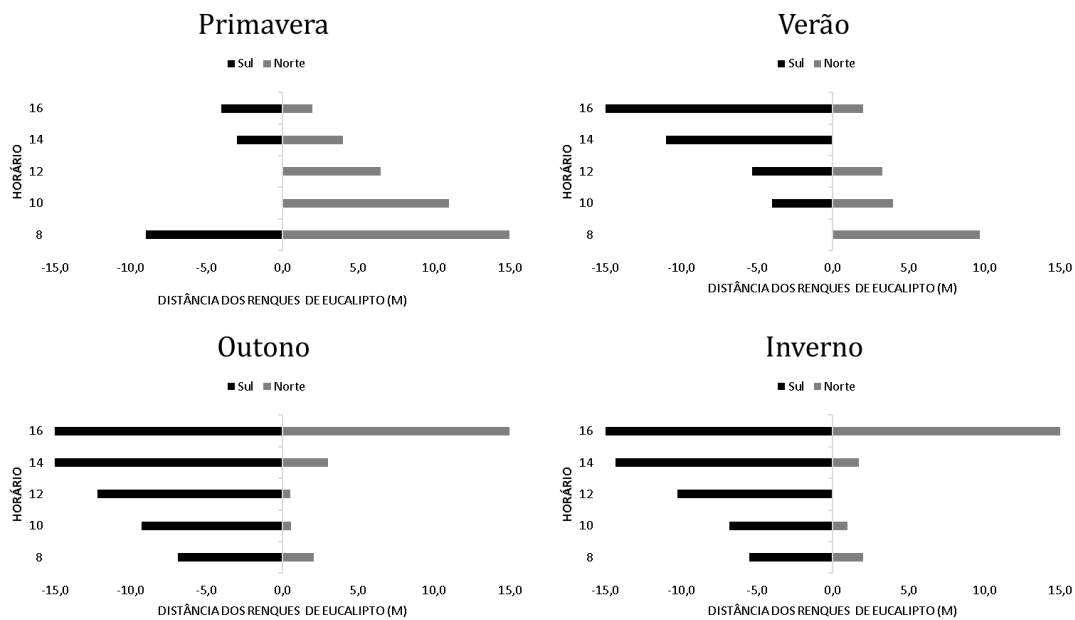 Primavera
Sul Norte
HORÁRIO
16
14
12
10
8
-15,0 -10,0 -5,0 0,0 5,0 10,0 15,0
DISTÂNCIA DOS RENQUES DE EUCALIPTO (M)
Verão
Sul Norte
HORÁRIO
16
14
12
10
8
-15,0 -10,0 -5,0 0,0 5,0 10,0 15,0
DISTÂNCIA DOS RENQUES DE EUCALIPTO (M)
Outono
Sul Norte
HORÁRIO
16
14
12
10
8
-15,0 -10,0 -5,0 0,0 5,0 10,0 15,0
DISTÂNCIA DOS RENQUES DE EUCALIPTO (M)
Inverno
Sul Norte
HORÁRIO
16
14
12
10
8
-15,0 -10,0 -5,0 0,0 5,0 10,0 15,0
DISTÂNCIA DOS RENQUES DE EUCALIPTO (M)